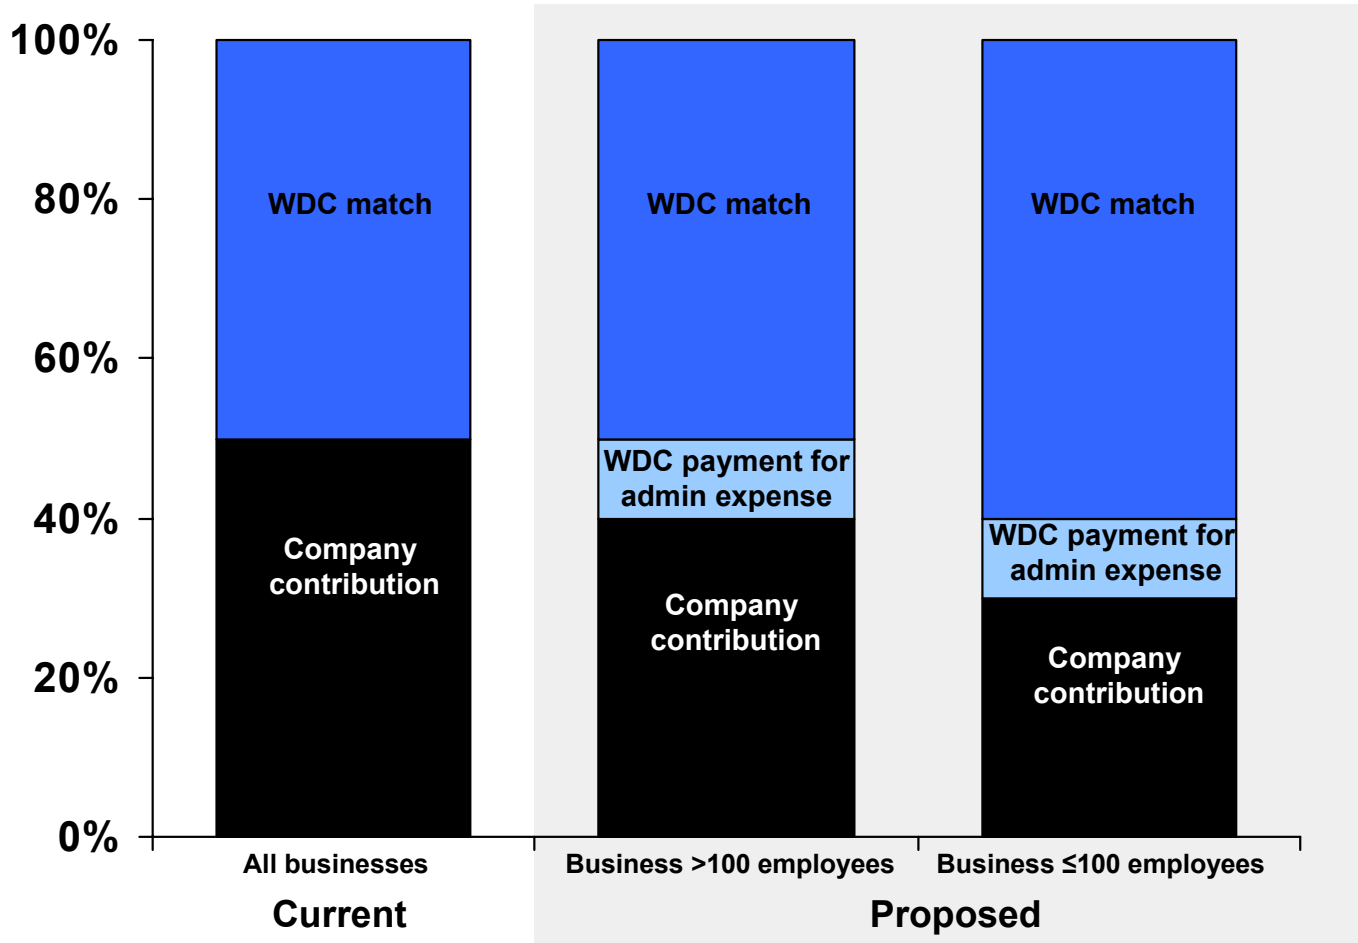 100%
80%
60%
40%
20%
0%
WDC match
Company
contribution
WDC match
WDC payment for
admin expense
Company
contribution
WDC match
WDC payment for
admin expense
Company
contribution
All businesses
Business >100 employees
Business ≤100 employees
Current
Proposed